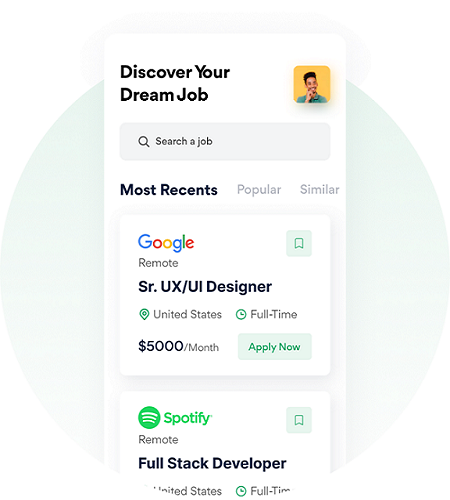 Discover Your
Dream Job
Search a job
Most Recents Popular Similar
Google
Remote
Sr. UX/UI Designer
United States Full-Time
$5000/Month Apply Now
Spotify
Remote
Full Stack Developer
United States Full-Time